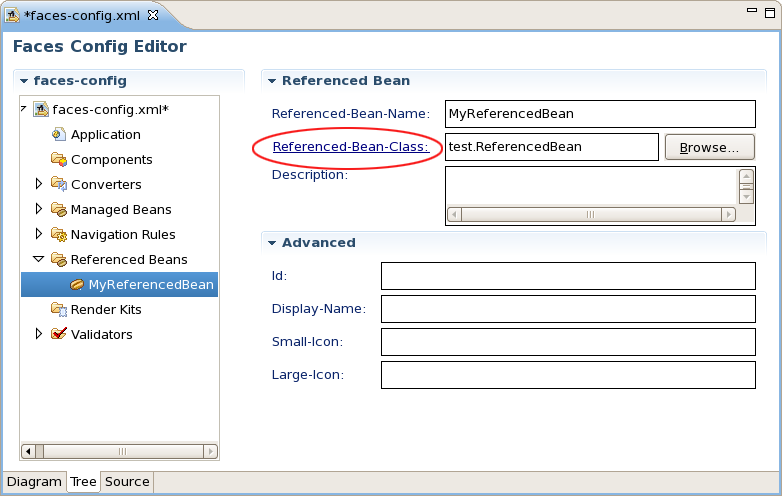 *faces-config.xml
Faces Config Editor
faces-config
faces-config.xml*
Application
Components
Converters
Managed Beans
Navigation Rules
Referenced Beans
MyReferencedBean
Render Kits
Validators
Referenced Bean
Referenced-Bean-Name: MyReferencedBean
Referenced-Bean-Class: test.ReferencedBean Browse...
Description:
Advanced
Id:
Display-Name:
Small-Icon:
Large-Icon:
Diagram Tree Source